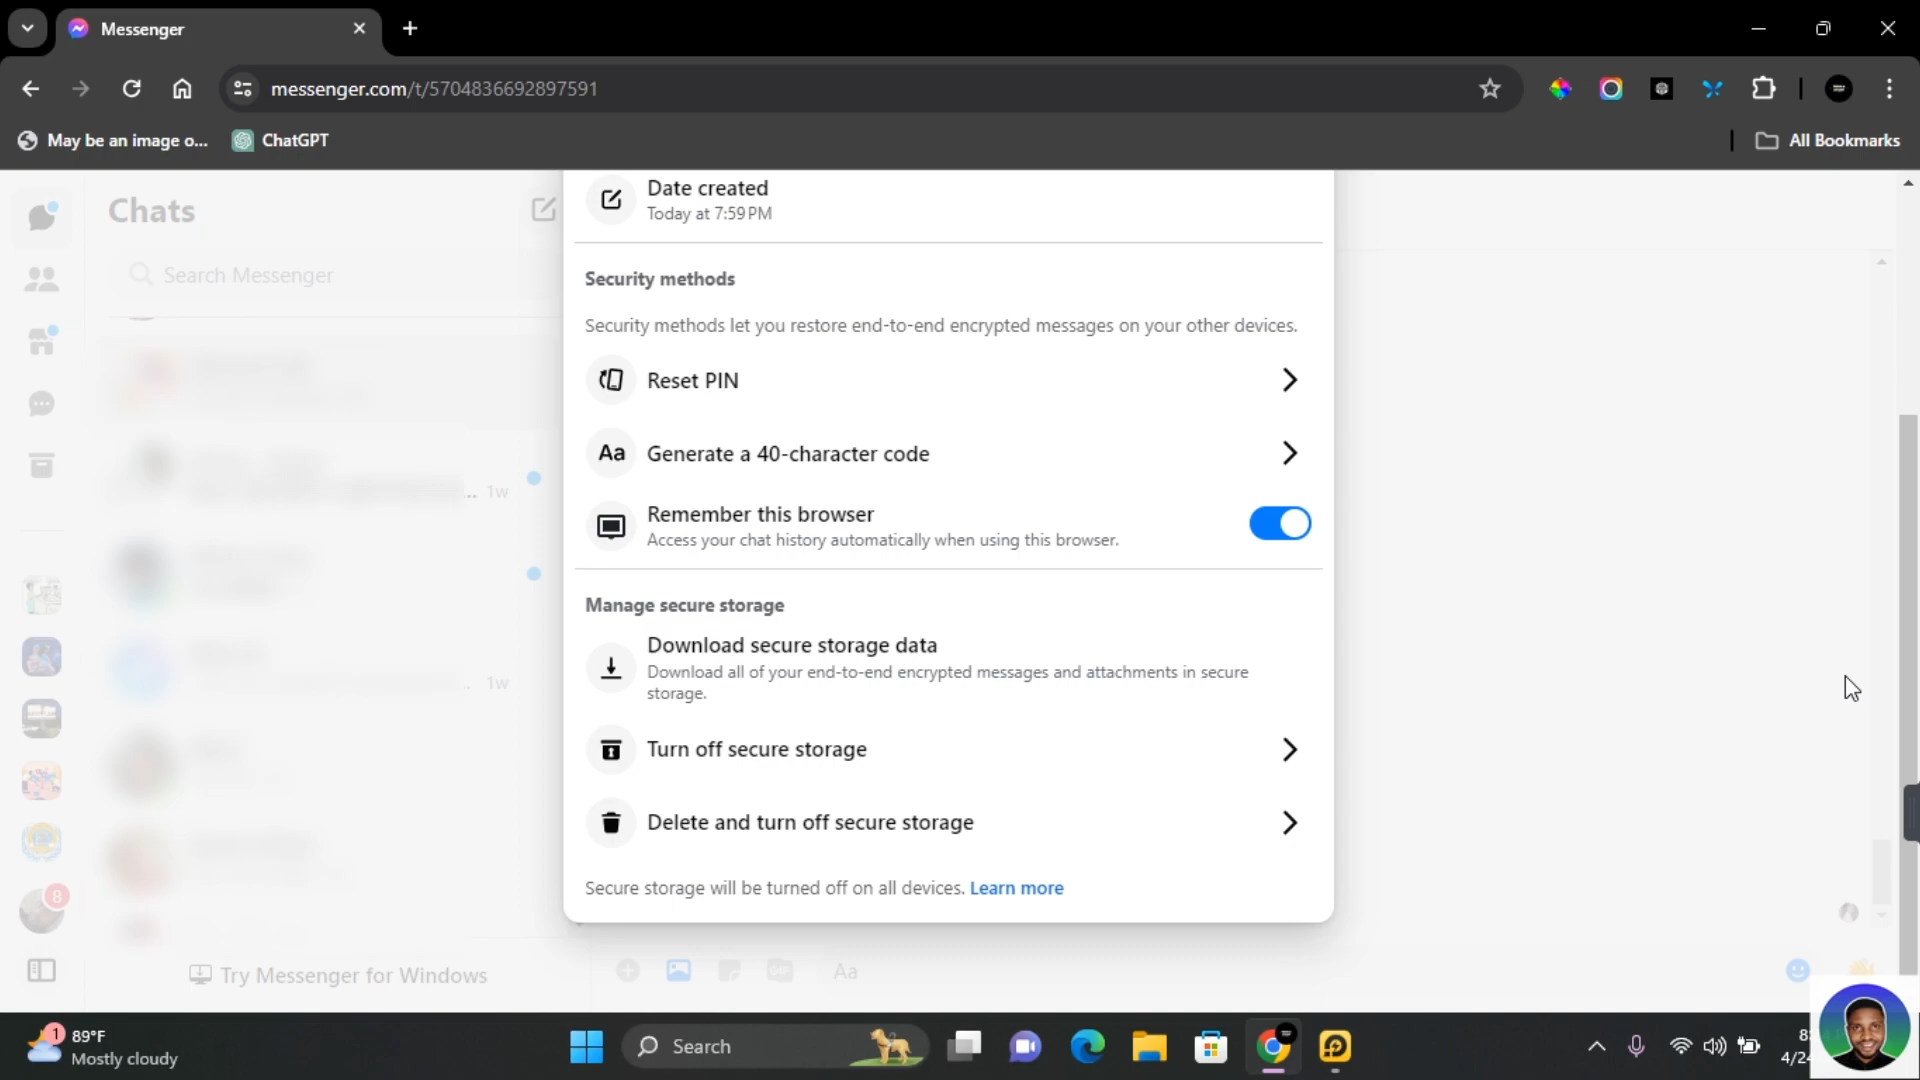 Messenger
messenger.com/t/5704836692897591
May be an image o...
ChatGPT
All Bookmarks
Chats
Search Messenger
... 1w
.. 1w
8
Try Messenger for Windows
Date created
Today at 7:59 PM
Security methods
Security methods let you restore end-to-end encrypted messages on your other devices.
Reset PIN
Aa Generate a 40-character code
Remember this browser
Access your chat history automatically when using this browser.
Manage secure storage
Download secure storage data
Download all of your end-to-end encrypted messages and attachments in secure
storage.
Turn off secure storage
Delete and turn off secure storage
Secure storage will be turned off on all devices. Learn more
GIF
Aa
1
89°F
Mostly cloudy
Search
4/24